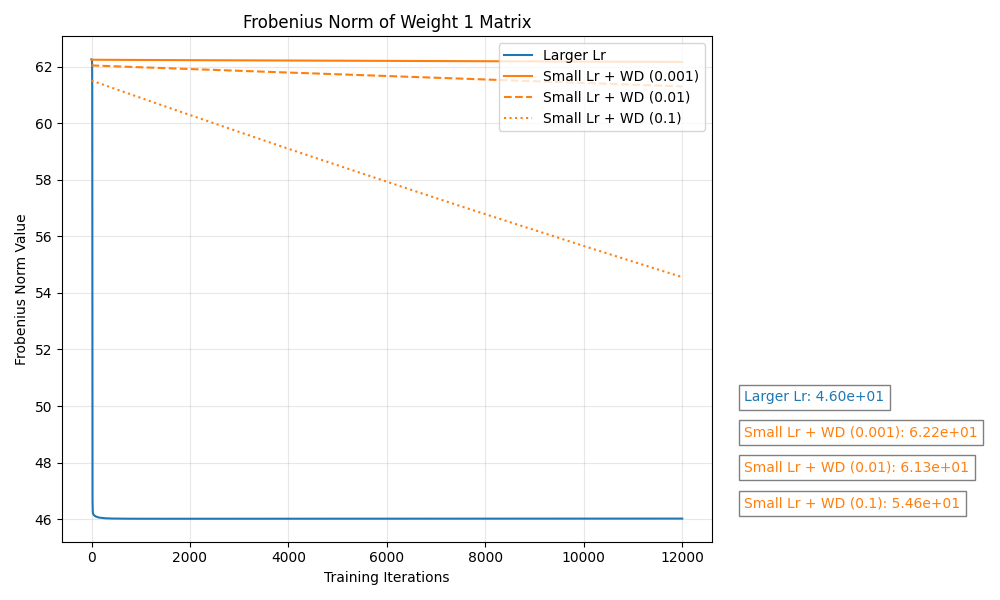 Frobenius Norm of Weight 1 Matrix
Larger Lr
Small Lr + WD (0.001)
Small Lr + WD (0.01)
Small Lr + WD (0.1)
62
60
58
56
54
52
50
48
46
Frobenius Norm Value
0
2000
4000
6000
8000
10000
12000
Training Iterations
Larger Lr: 4.60e+01
Small Lr + WD (0.001): 6.22e+01
Small Lr + WD (0.01): 6.13e+01
Small Lr + WD (0.1): 5.46e+01